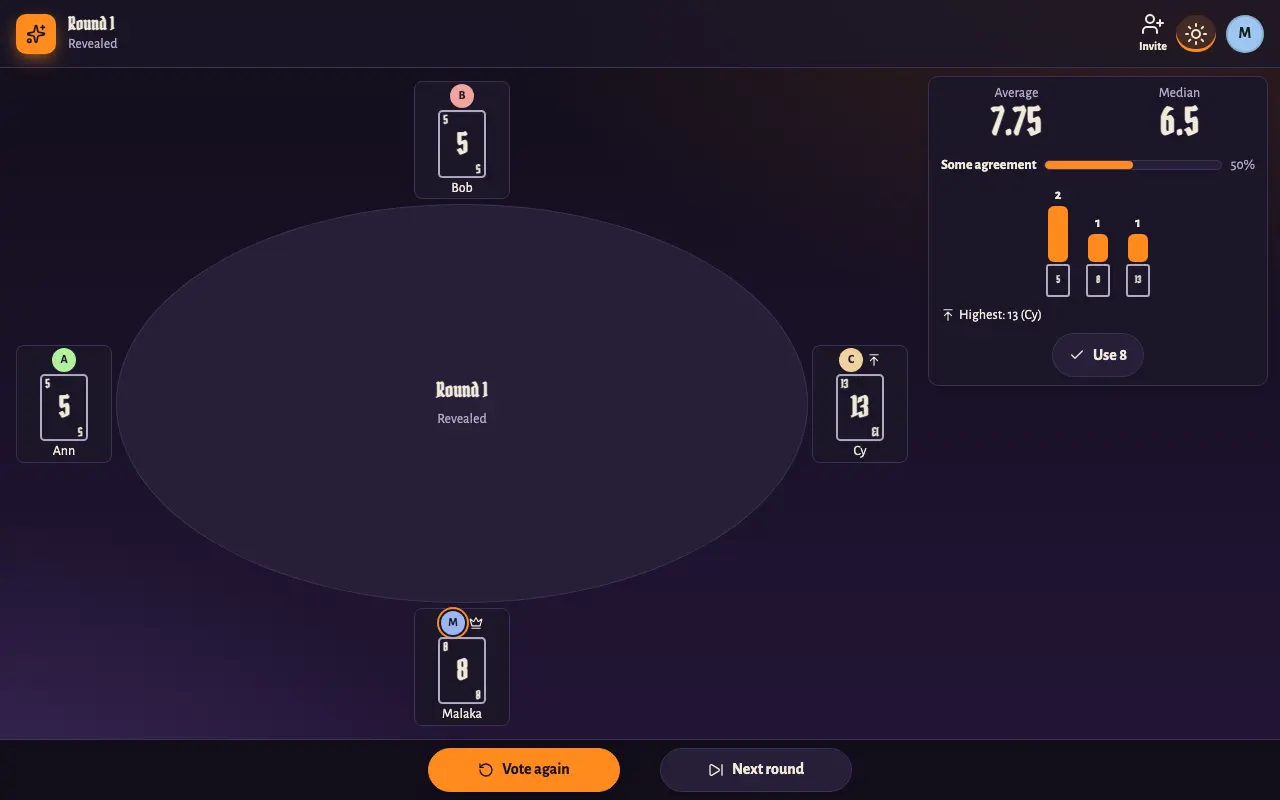 Round 1
Revealed
Invite
M
B
5
5
5
Bob
A
5
5
5
Ann
Round 1
Revealed
C
13
13
13
Cy
M
8
8
8
Malaka
Average
7.75
Median
6.5
Some agreement
50%
2
1
1
5
8
13
Highest: 13 (Cy)
Use 8
Vote again
Next round